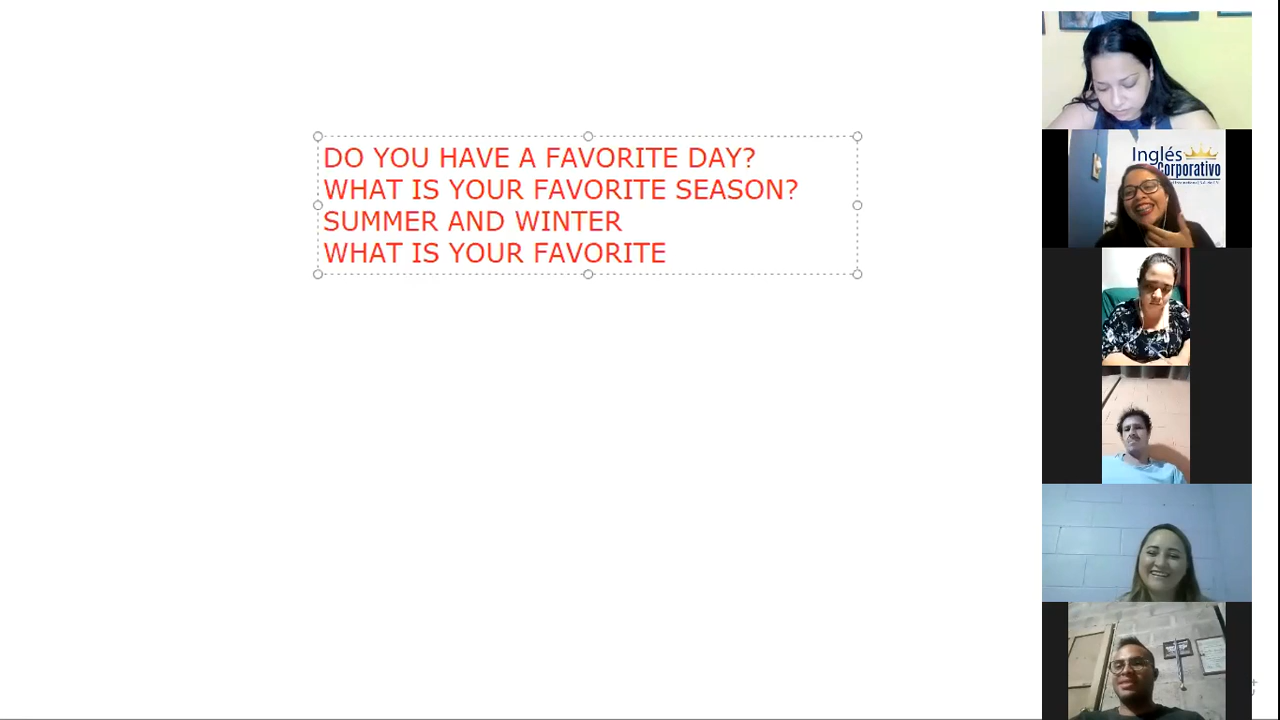 DO YOU HAVE A FAVORITE DAY?
WHAT IS YOUR FAVORITE SEASON?
SUMMER AND WINTER
WHAT IS YOUR FAVORITE
Inglés
Corporativo